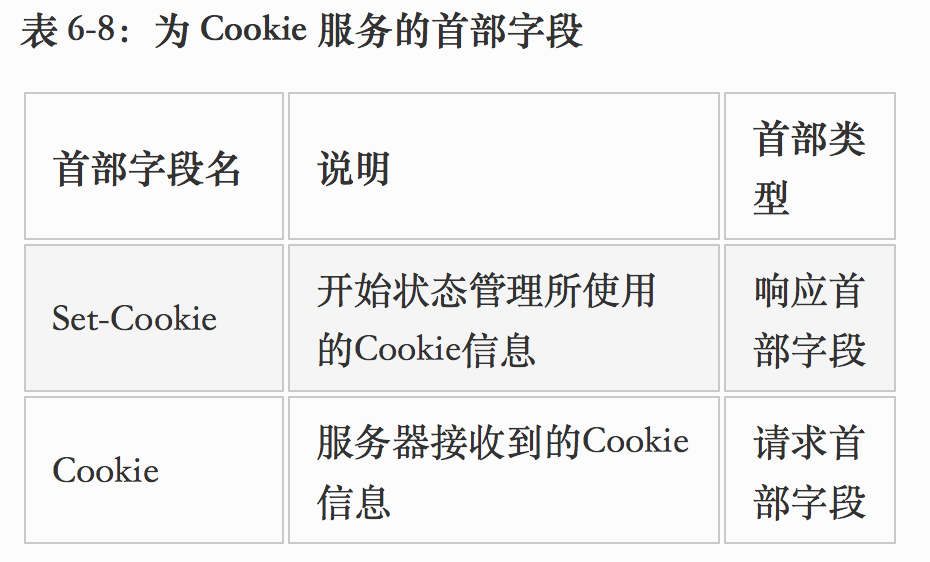 表 6-8：为 Cookie 服务的首部字段
首部字段名
说明
首部类
型
Set-Cookie
开始状态管理所使用
的Cookie信息
响应首
部字段
Cookie
服务器接收到的Cookie
信息
请求首
部字段